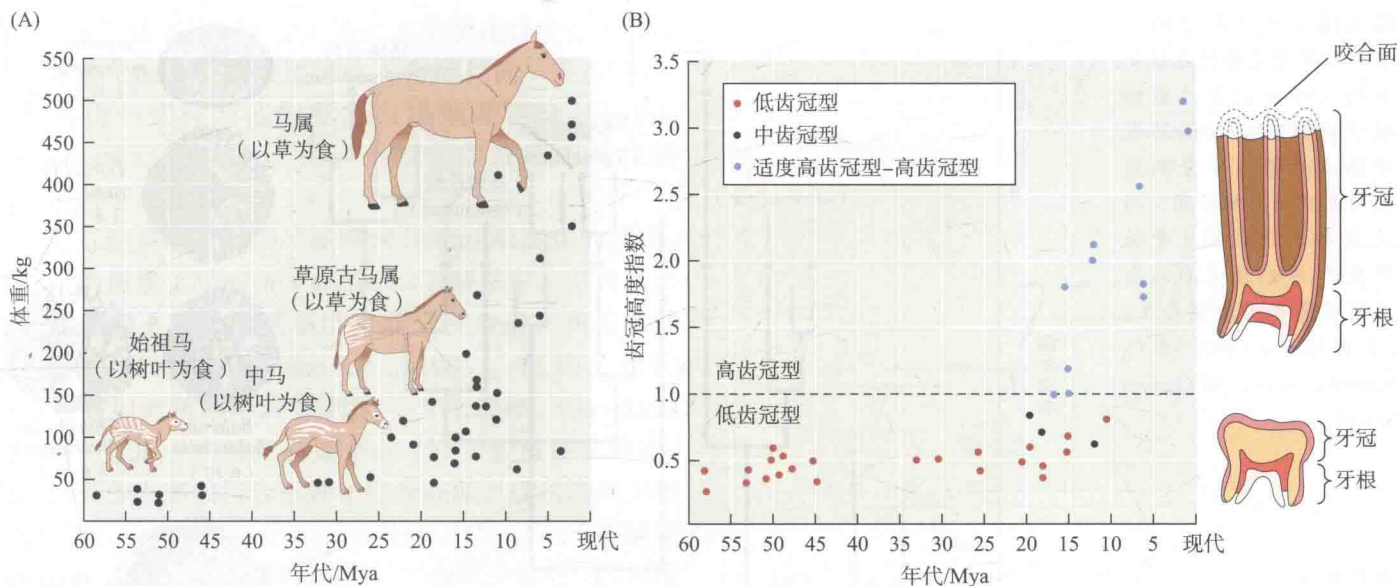 (A)
550
500
450
400
350
300
250
200
150
100
50
体重/kg
马属
（以草为食）
草原古马属
（以草为食）
始祖马
（以树叶为食）
中马
（以树叶为食）
60 55 50 45 40 35 30 25 20 15 10 5 现代
年代/Mya
(B)
3.5
3.0
2.5
2.0
1.5
1.0
0.5
0
齿冠高度指数
低齿冠型
中齿冠型
适度高齿冠型-高齿冠型
高齿冠型
低齿冠型
60 55 50 45 40 35 30 25 20 15 10 5 现代
年代/Mya
咬合面
牙冠
牙根
牙冠
牙根